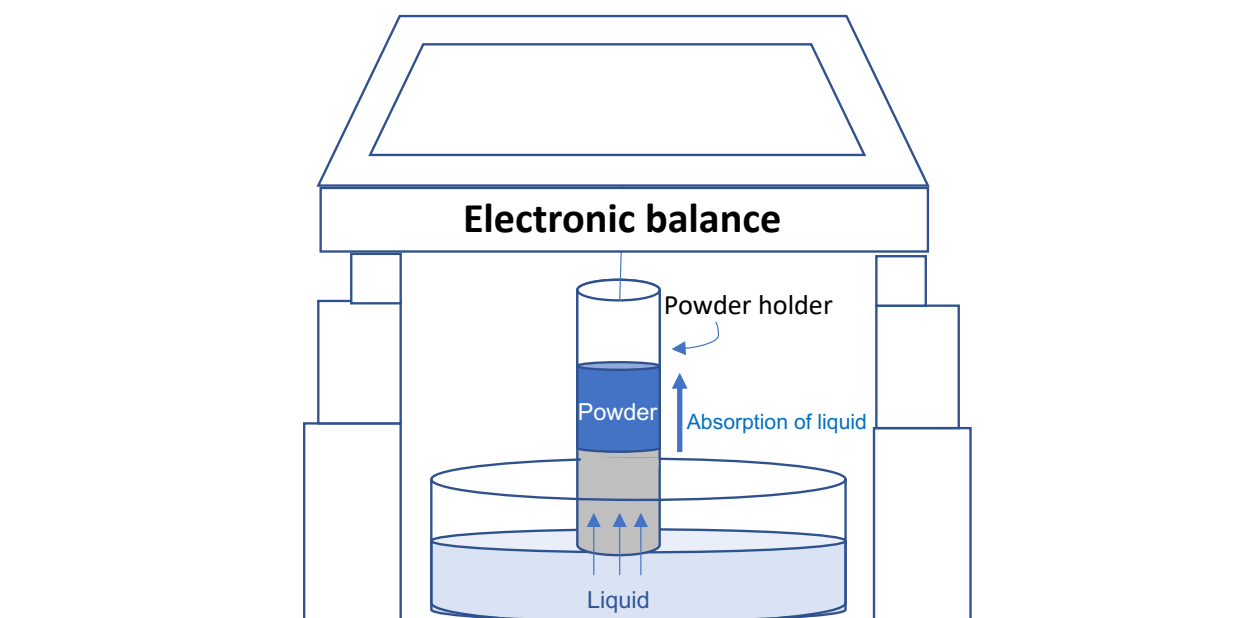 Electronic balance
Powder holder
Powder
Absorption of liquid
Liquid